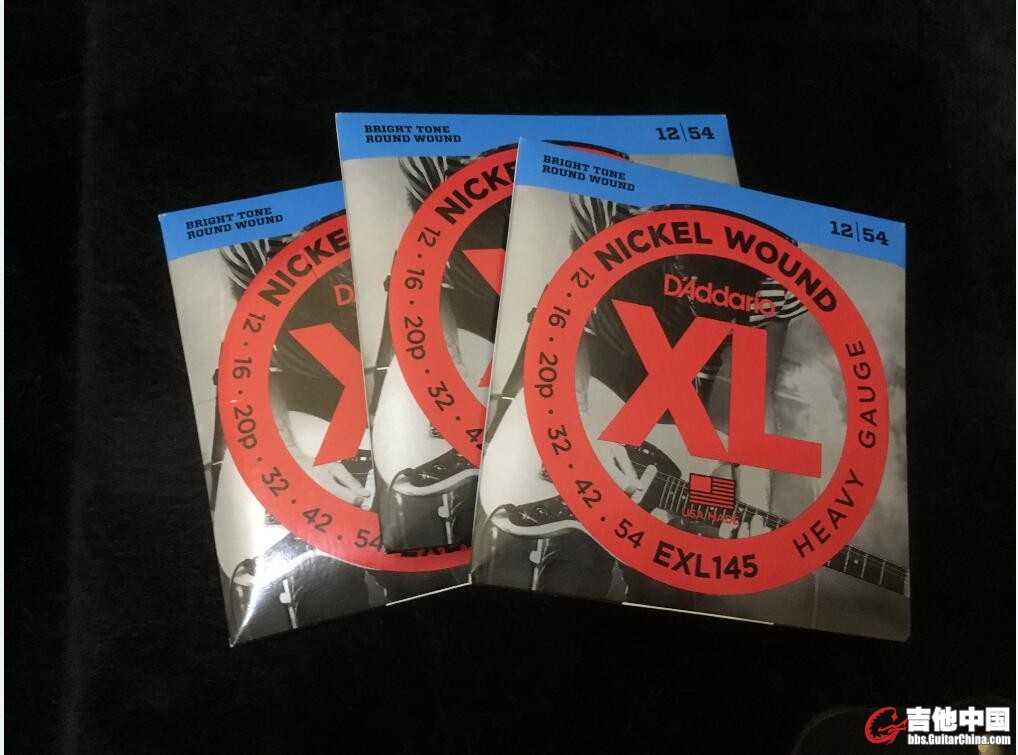 BRIGHT TONE
ROUND WOUND
NICKE
12 · 16 · 20p · 32 · 42 · 54
BRIGHT TONE
ROUND WOUND
12|54
NICKE
12 · 16 · 20p · 32 · 4
BRIGHT TONE
ROUND WOUND
12|54
NICKEL WOUND
D'Addario
XL
USA MADE
12 · 16 · 20p · 32 · 42 · 54
EXL145
HEAVY GAUGE
吉他中国
bbs.GuitarChina.com